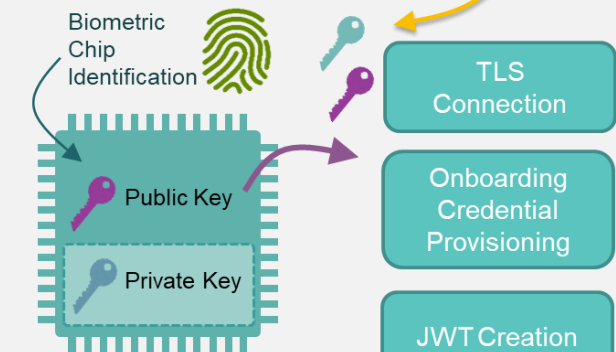 Biometric
Chip
Identification
Public Key
Private Key
TLS
Connection
Onboarding
Credential
Provisioning
JWT Creation